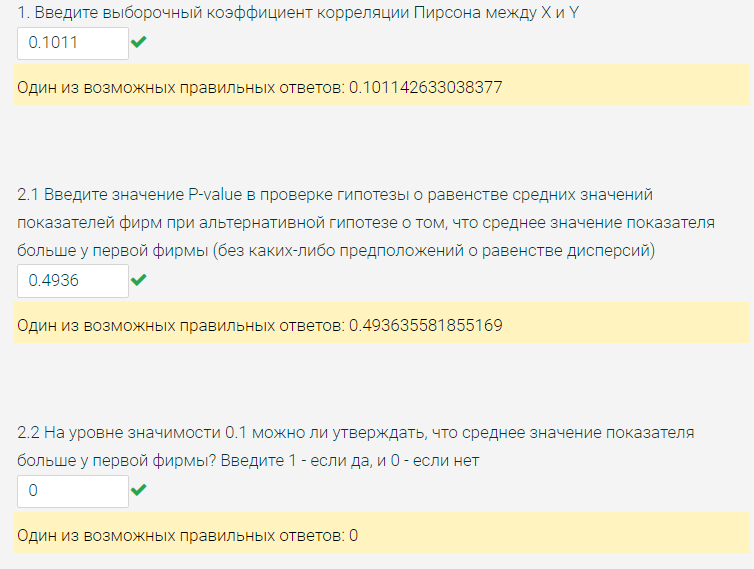 1. Введите выборочный коэффициент корреляции Пирсона между X и Y
0.1011
Один из возможных правильных ответов: 0.101142633038377
2.1 Введите значение P-value в проверке гипотезы о равенстве средних значений
показателей фирм при альтернативной гипотезе о том, что среднее значение показателя
больше у первой фирмы (без каких-либо предположений о равенстве дисперсий)
0.4936
Один из возможных правильных ответов: 0.493635581855169
2.2 На уровне значимости 0.1 можно ли утверждать, что среднее значение показателя
больше у первой фирмы? Введите 1 - если да, и 0 - если нет
0
Один из возможных правильных ответов: 0